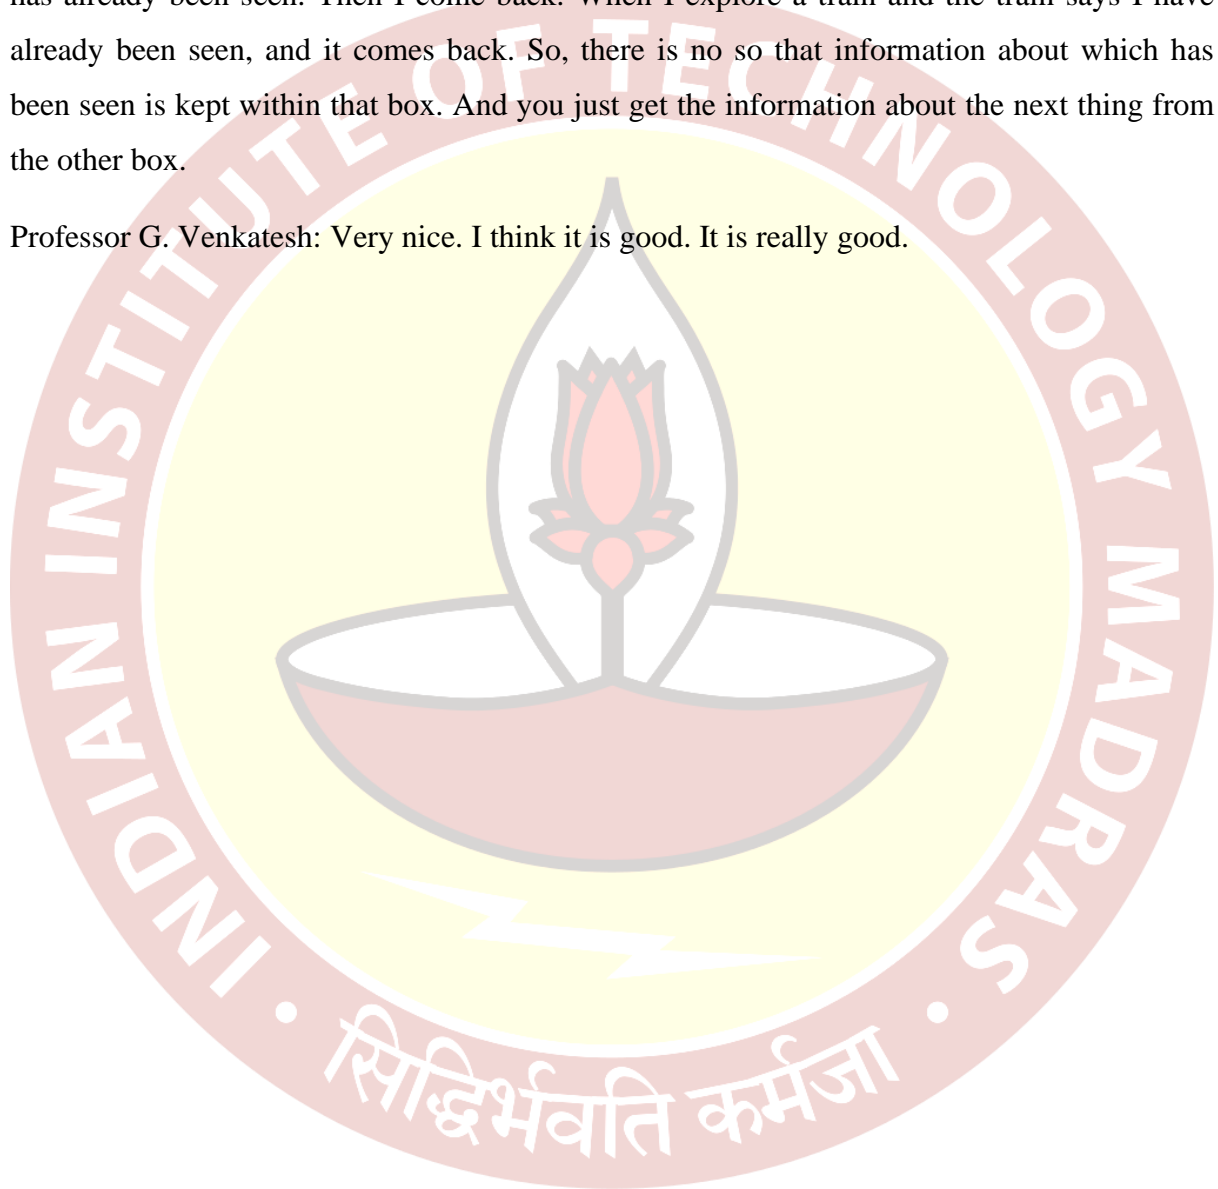 has already been seen. Then I come back. When I explore a train and the train says I have
already been seen, and it comes back. So, there is no so that information about which has
been seen is kept within that box. And you just get the information about the next thing from
the other box.
Professor G. Venkatesh: Very nice. I think it is good. It is really good.
INDIAN INSTITUTE OF TECHNOLOGY MADRAS
सिद्धिर्भवति कर्मजा